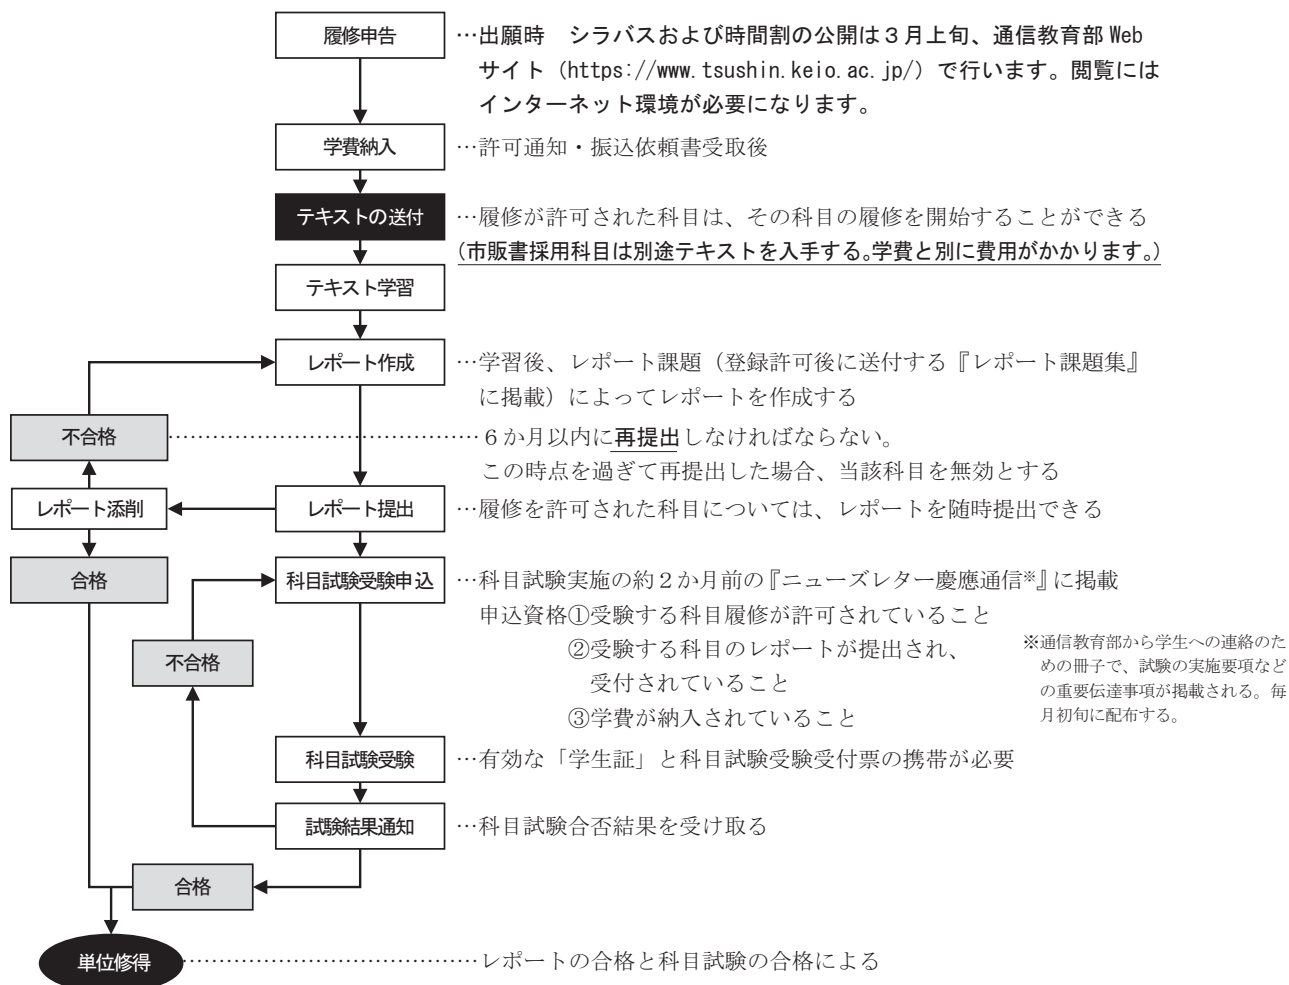 履修申告
…出願時　シラバスおよび時間割の公開は３月上旬、通信教育部 Web
サイト（https://www.tsushin.keio.ac.jp/）で行います。閲覧には
インターネット環境が必要になります。
学費納入
…許可通知・振込依頼書受取後
テキストの送付
…履修が許可された科目は、その科目の履修を開始することができる
（市販書採用科目は別途テキストを入手する。学費と別に費用がかかります。）
テキスト学習
レポート作成
…学習後、レポート課題（登録許可後に送付する『レポート課題集』
に掲載）によってレポートを作成する
不合格
……………………………６か月以内に再提出しなければならない。
この時点を過ぎて再提出した場合、当該科目を無効とする
レポート添削
レポート提出
…履修を許可された科目については、レポートを随時提出できる
合格
科目試験受験申込
…科目試験実施の約２か月前の『ニューズレター慶應通信※』に掲載
申込資格①受験する科目履修が許可されていること
②受験する科目のレポートが提出され、
受付されていること
③学費が納入されていること
※通信教育部から学生への連絡のた
めの冊子で、試験の実施要項など
の重要伝達事項が掲載される。毎
月初旬に配布する。
不合格
科目試験受験
…有効な「学生証」と科目試験受験受付票の携帯が必要
試験結果通知
…科目試験合否結果を受け取る
合格
単位修得
……………………………レポートの合格と科目試験の合格による